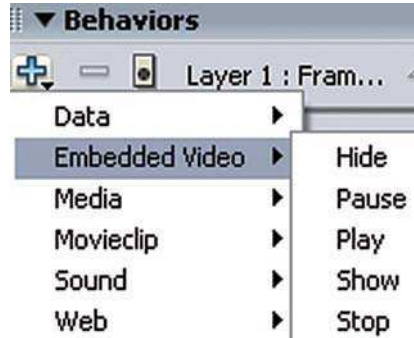 Behaviors
Layer 1 : Fram...
Data
Embedded Video
Media
Movieclip
Sound
Web
Hide
Pause
Play
Show
Stop